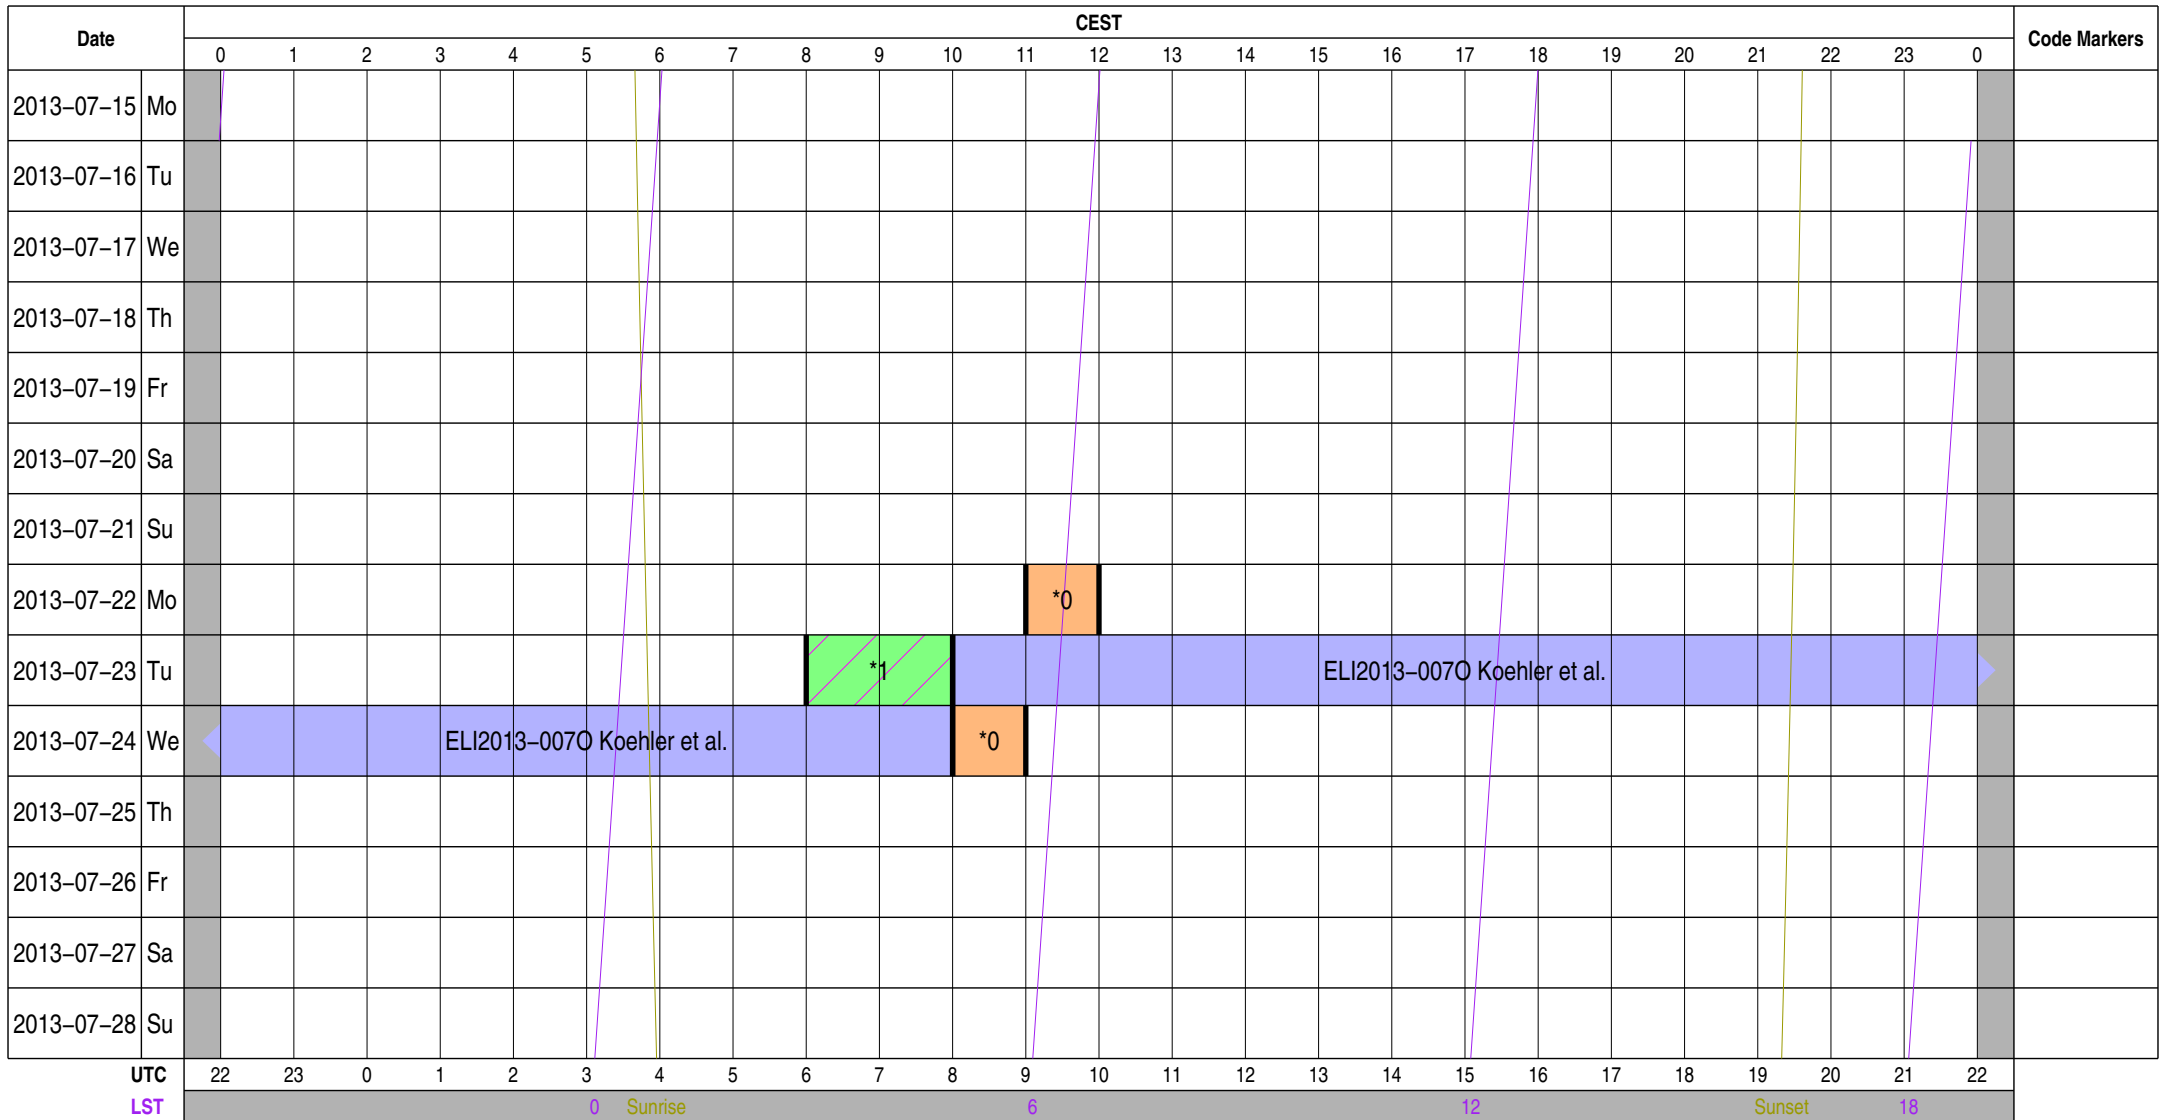 Date CEST Code Markers
0 1 2 3 4 5 6 7 8 9 10 11 12 13 14 15 16 17 18 19 20 21 22 23 0
2013–07–15 Mo
2013–07–16 Tu
2013–07–17 We
2013–07–18 Th
2013–07–19 Fr
2013–07–20 Sa
2013–07–21 Su
2013–07–22 Mo *0
2013–07–23 Tu *1 ELI2013–007O Koehler et al.
2013–07–24 We ELI2013–007O Koehler et al. *0
2013–07–25 Th
2013–07–26 Fr
2013–07–27 Sa
2013–07–28 Su
UTC 22 23 0 1 2 3 4 5 6 7 8 9 10 11 12 13 14 15 16 17 18 19 20 21 22
LST 0 Sunrise 6 12 Sunset 18